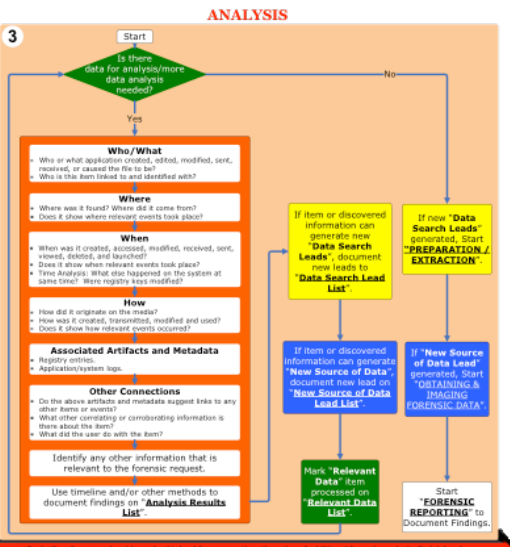 ANALYSIS
3
Start
Is there
data for analysis/more
data analysis
needed?
No
Yes
Who/What
Who or what application created, edited, modified, sent,
received, or caused the file to be?
Who is this item linked to and identified with?
Where
Where was it found? Where did it come from?
Does it show where relevant events took place?
When
When was it created, accessed, modified, received, sent,
viewed, deleted, and launched?
Does it show when relevant events took place?
Time Analysis: What else happened on the system at
same time? Were registry keys modified?
How
How did it originate on the media?
How was it created, transmitted, modified and used?
Does it show how relevant events occurred?
Associated Artifacts and Metadata
Registry entries.
Application/system logs.
Other Connections
Do the above artifacts and metadata suggest links to any
other items or events?
What other correlating or corroborating information is
there about the item?
What did the user do with the item?
Identify any other information that is
relevant to the forensic request.
Use timeline and/or other methods to
document findings on "Analysis Results
List".
If item or discovered
information can
generate new
"Data Search
Leads", document
new leads to
"Data Search Lead
List".
If item or discovered
information can generate
"New Source of Data",
document new lead on
"New Source of Data
Lead List".
Mark "Relevant
Data" item
processed on
"Relevant Data
List".
If new "Data
Search Leads"
generated, Start
"PREPARATION /
EXTRACTION".
If "New Source
of Data Lead"
generated, Start
"OBTAINING &
IMAGING
FORENSIC DATA".
Start
"FORENSIC
REPORTING" to
Document Findings.